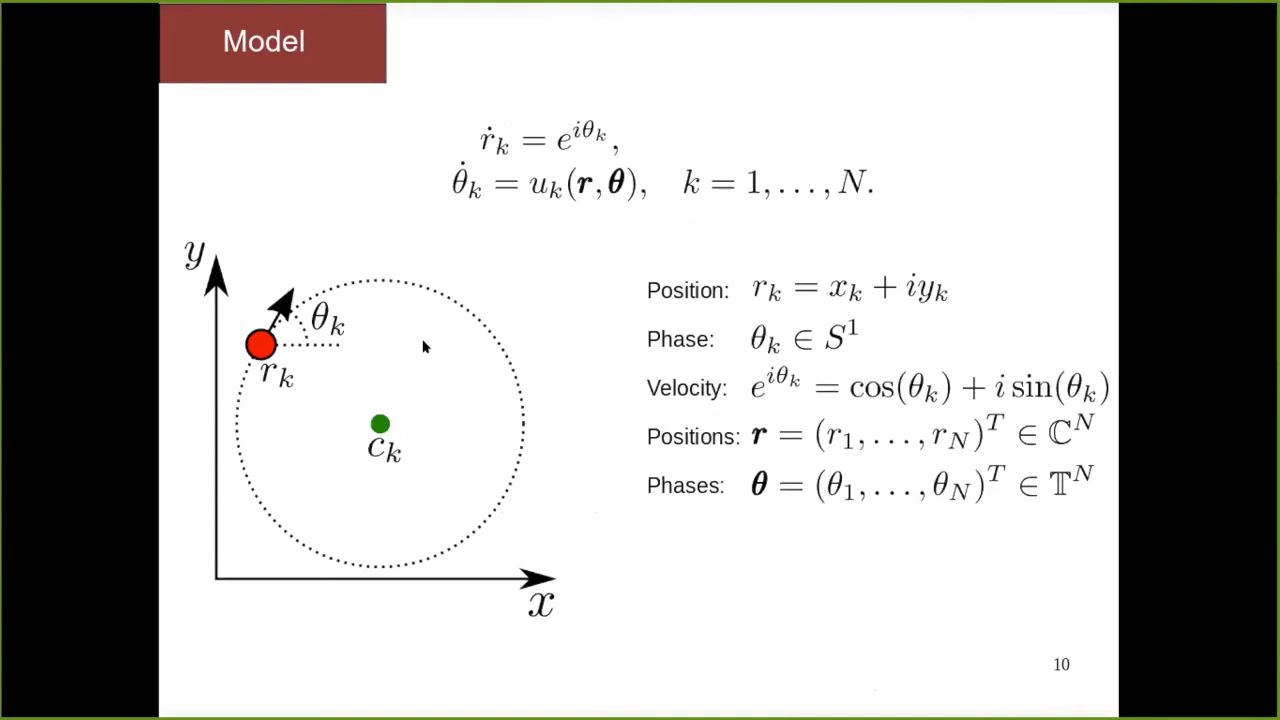 Model
ṙ_k = e^{iθ_k},
θ̇_k = u_k(r, θ), k = 1, . . . , N.
y
θ_k
r_k
c_k
x
Position: r_k = x_k + iy_k
Phase: θ_k ∈ S^1
Velocity: e^{iθ_k} = cos(θ_k) + i sin(θ_k)
Positions: r = (r_1, . . . , r_N)^T ∈ ℂ^N
Phases: θ = (θ_1, . . . , θ_N)^T ∈ 𝕋^N
10